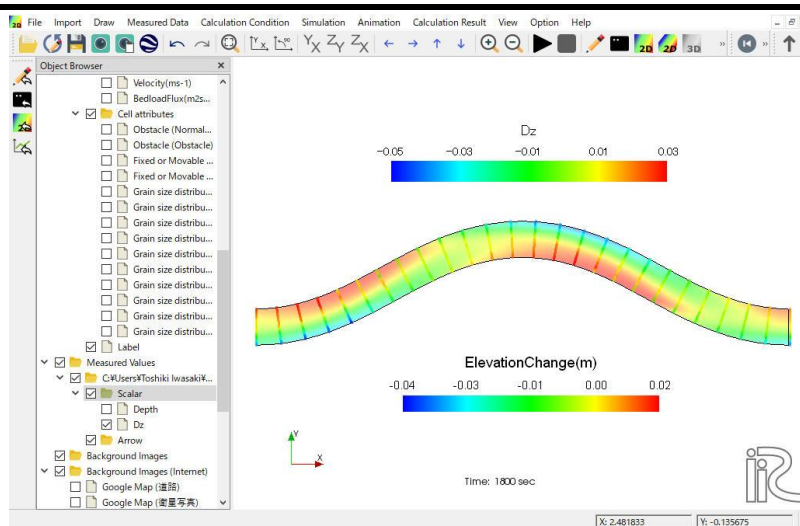 File Import Draw Measured Data Calculation Condition Simulation Animation Calculation Result View Option Help
2D 2D 3D
Object Browser
Velocity(ms-1)
BedloadFlux(m2s...
Cell attributes
Obstacle (Normal...
Obstacle (Obstacle)
Fixed or Movable ...
Fixed or Movable ...
Grain size distribu...
Grain size distribu...
Grain size distribu...
Grain size distribu...
Grain size distribu...
Grain size distribu...
Grain size distribu...
Grain size distribu...
Grain size distribu...
Grain size distribu...
Label
Measured Values
C:¥Users¥Toshiki Iwasaki¥...
Scalar
Depth
Dz
Arrow
Background Images
Background Images (Internet)
Google Map (道路)
Google Map (衛星写真)
Dz
-0.05 -0.03 -0.01 0.01 0.03
ElevationChange(m)
-0.04 -0.03 -0.01 0.00 0.02
Y
X
Time: 1800 sec
iRIC
X: 2.481833 Y: -0.135675